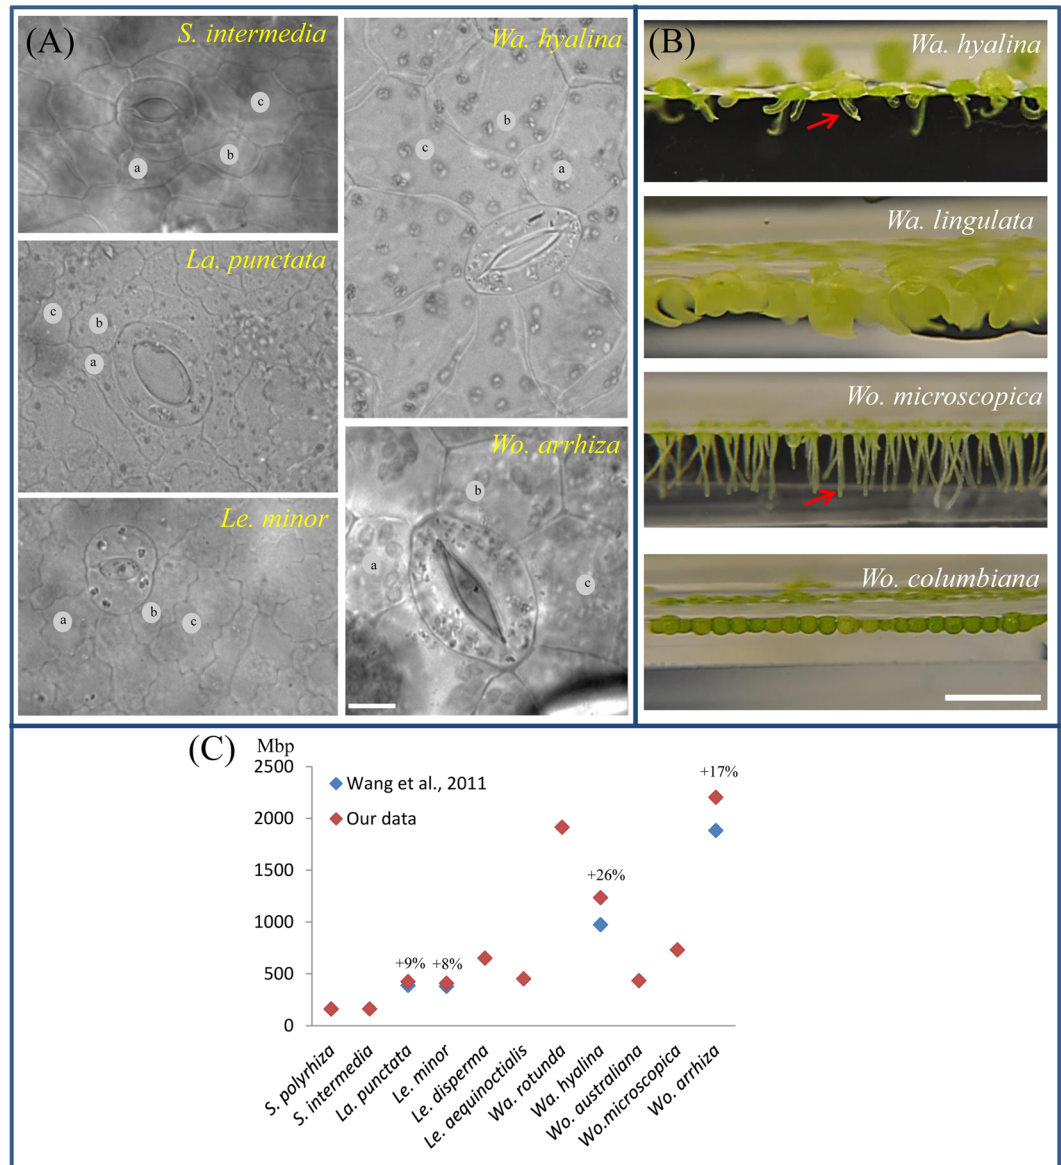 (A)
S. intermedia
c
b
a
La. punctata
c
b
a
Le. minor
a
b
c
Wa. hyalina
b
c
a
Wo. arrhiza
b
a
c
(B)
Wa. hyalina
Wa. lingulata
Wo. microscopica
Wo. columbiana
(C)
Mbp
2500
2000
1500
1000
500
0
Wang et al., 2011
Our data
+9%
+8%
+26%
+17%
S. polyrhiza
S. intermedia
La. punctata
Le. minor
Le. disperma
Le. aequinoctialis
Wa. rotunda
Wa. hyalina
Wo. australiana
Wo.microscopica
Wo. arrhiza